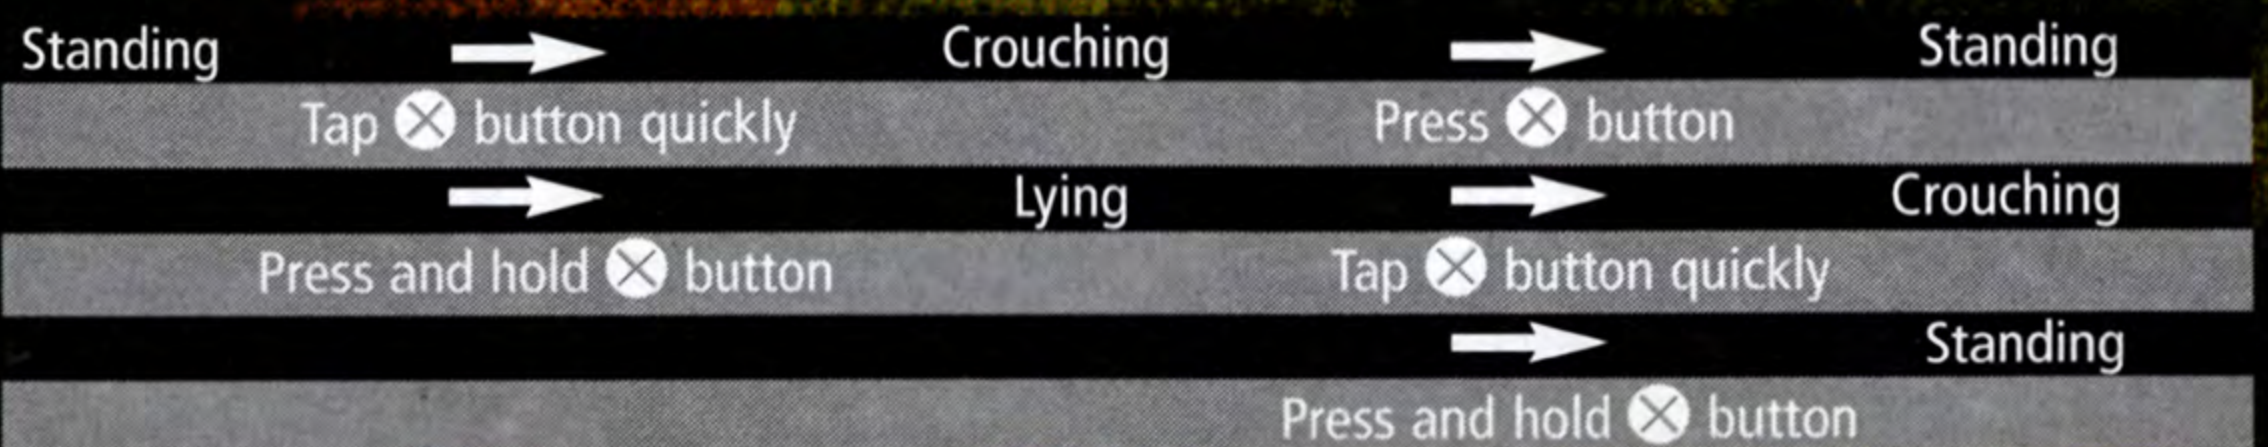 Standing Crouching Standing
Tap ⊗ button quickly Press ⊗ button
Lying Crouching
Press and hold ⊗ button Tap ⊗ button quickly
Standing
Press and hold ⊗ button